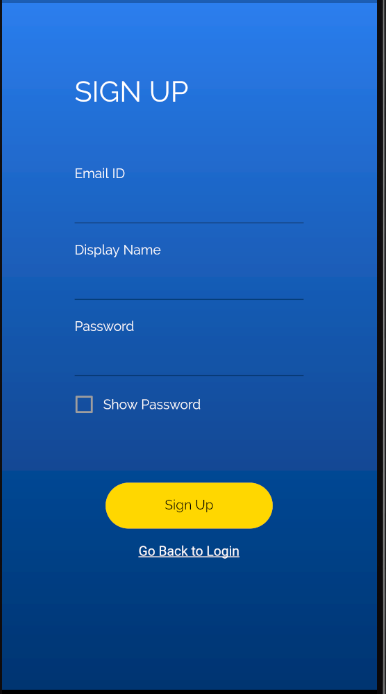 SIGN UP
Email ID
Display Name
Password
Show Password
Sign Up
Go Back to Login